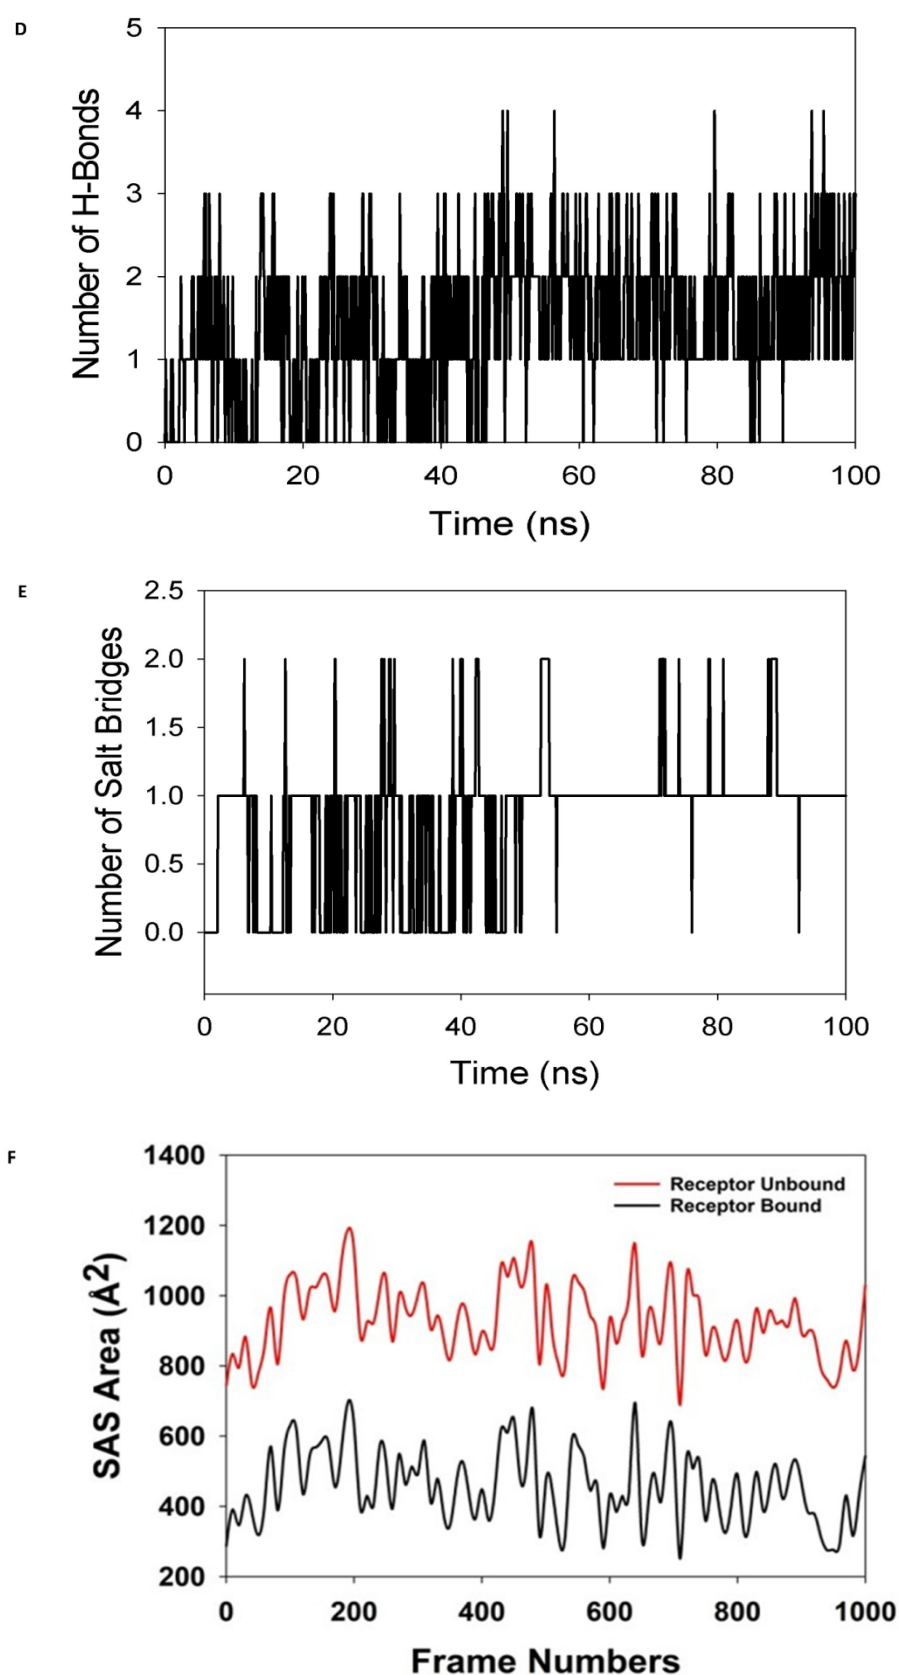 D
Number of H-Bonds
5
4
3
2
1
0
0 20 40 60 80 100
Time (ns)
E
Number of Salt Bridges
2.5
2.0
1.5
1.0
0.5
0.0
0 20 40 60 80 100
Time (ns)
F
SAS Area (Å²)
1400
1200
1000
800
600
400
200
Receptor Unbound
Receptor Bound
0 200 400 600 800 1000
Frame Numbers